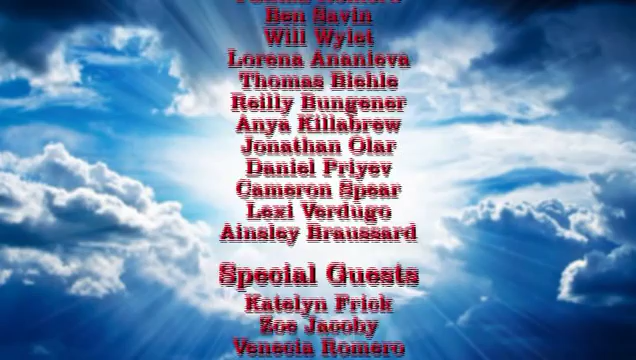 Ben Savin
Will Wylet
Lorena Ananieva
Thomas Biehle
Reilly Bungener
Anya Killabrew
Jonathan Olar
Daniel Priyev
Cameron Spear
Lexi Verdugo
Ainsley Braussard
Special Guests
Katelyn Frick
Zoe Jacoby
Venecia Romero